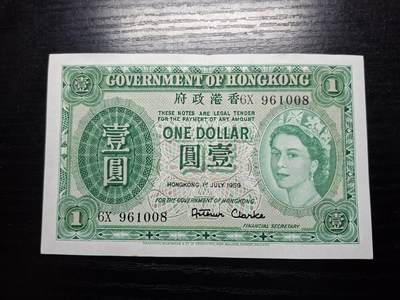 GOVERNMENT OF HONGKONG
壹 1
府政港香 6X 961008
THESE NOTES ARE LEGAL TENDER
FOR THE PAYMENT OF ANY AMOUNT
ONE DOLLAR
壹圓
圓壹
HONGKONG 1ST JULY 1959
FOR THE GOVERNMENT OF HONGKONG
6X 961008
Arthur Clarke
FINANCIAL SECRETARY
1 壹